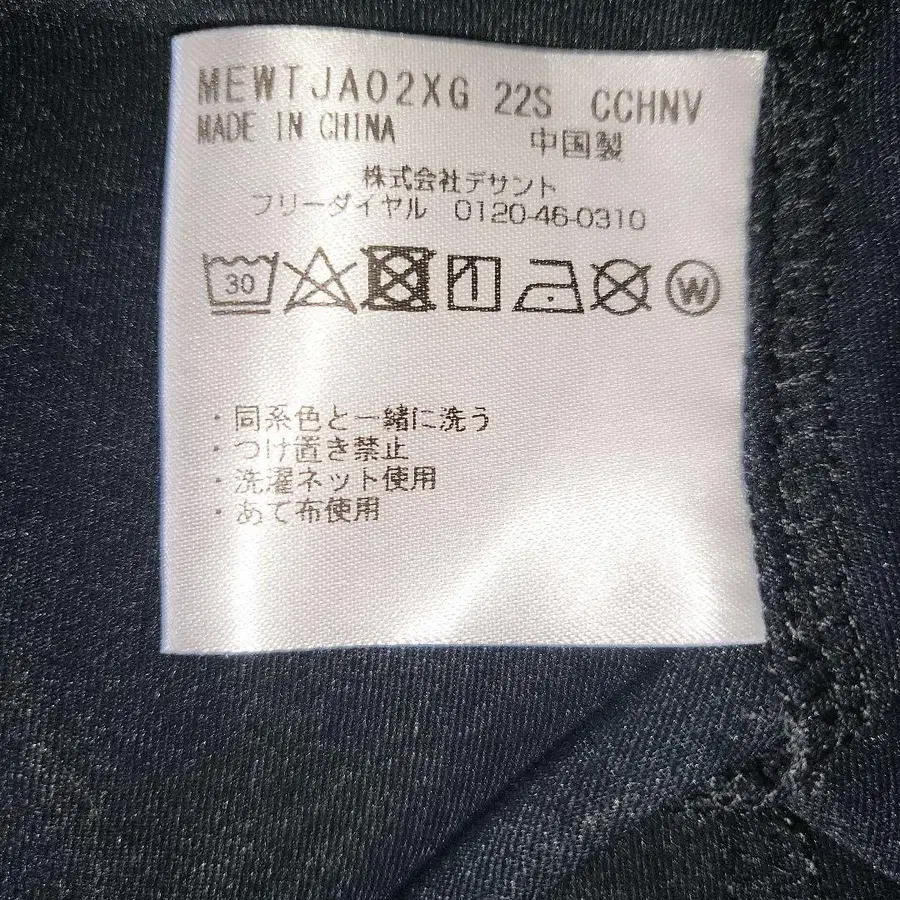 MEWTJA02XG 22S CCHNV
MADE IN CHINA 中国製
株式会社デサント
フリーダイヤル 0120-46-0310
30 W
・同系色と一緒に洗う
・つけ置き禁止
・洗濯ネット使用
・あて布使用